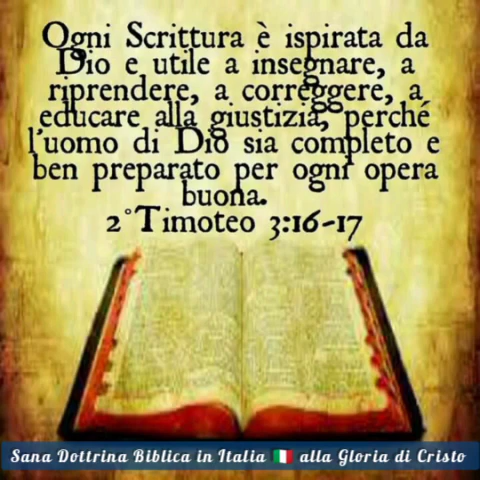 Ogni Scrittura è ispirata da
Dio e utile a insegnare, a
riprendere, a correggere, a
educare alla giustizia, perché
l'uomo di Dio sia completo e
ben preparato per ogni opera
buona.
2°Timoteo 3:16-17
Sana Dottrina Biblica in Italia 🇮🇹 alla Gloria di Cristo